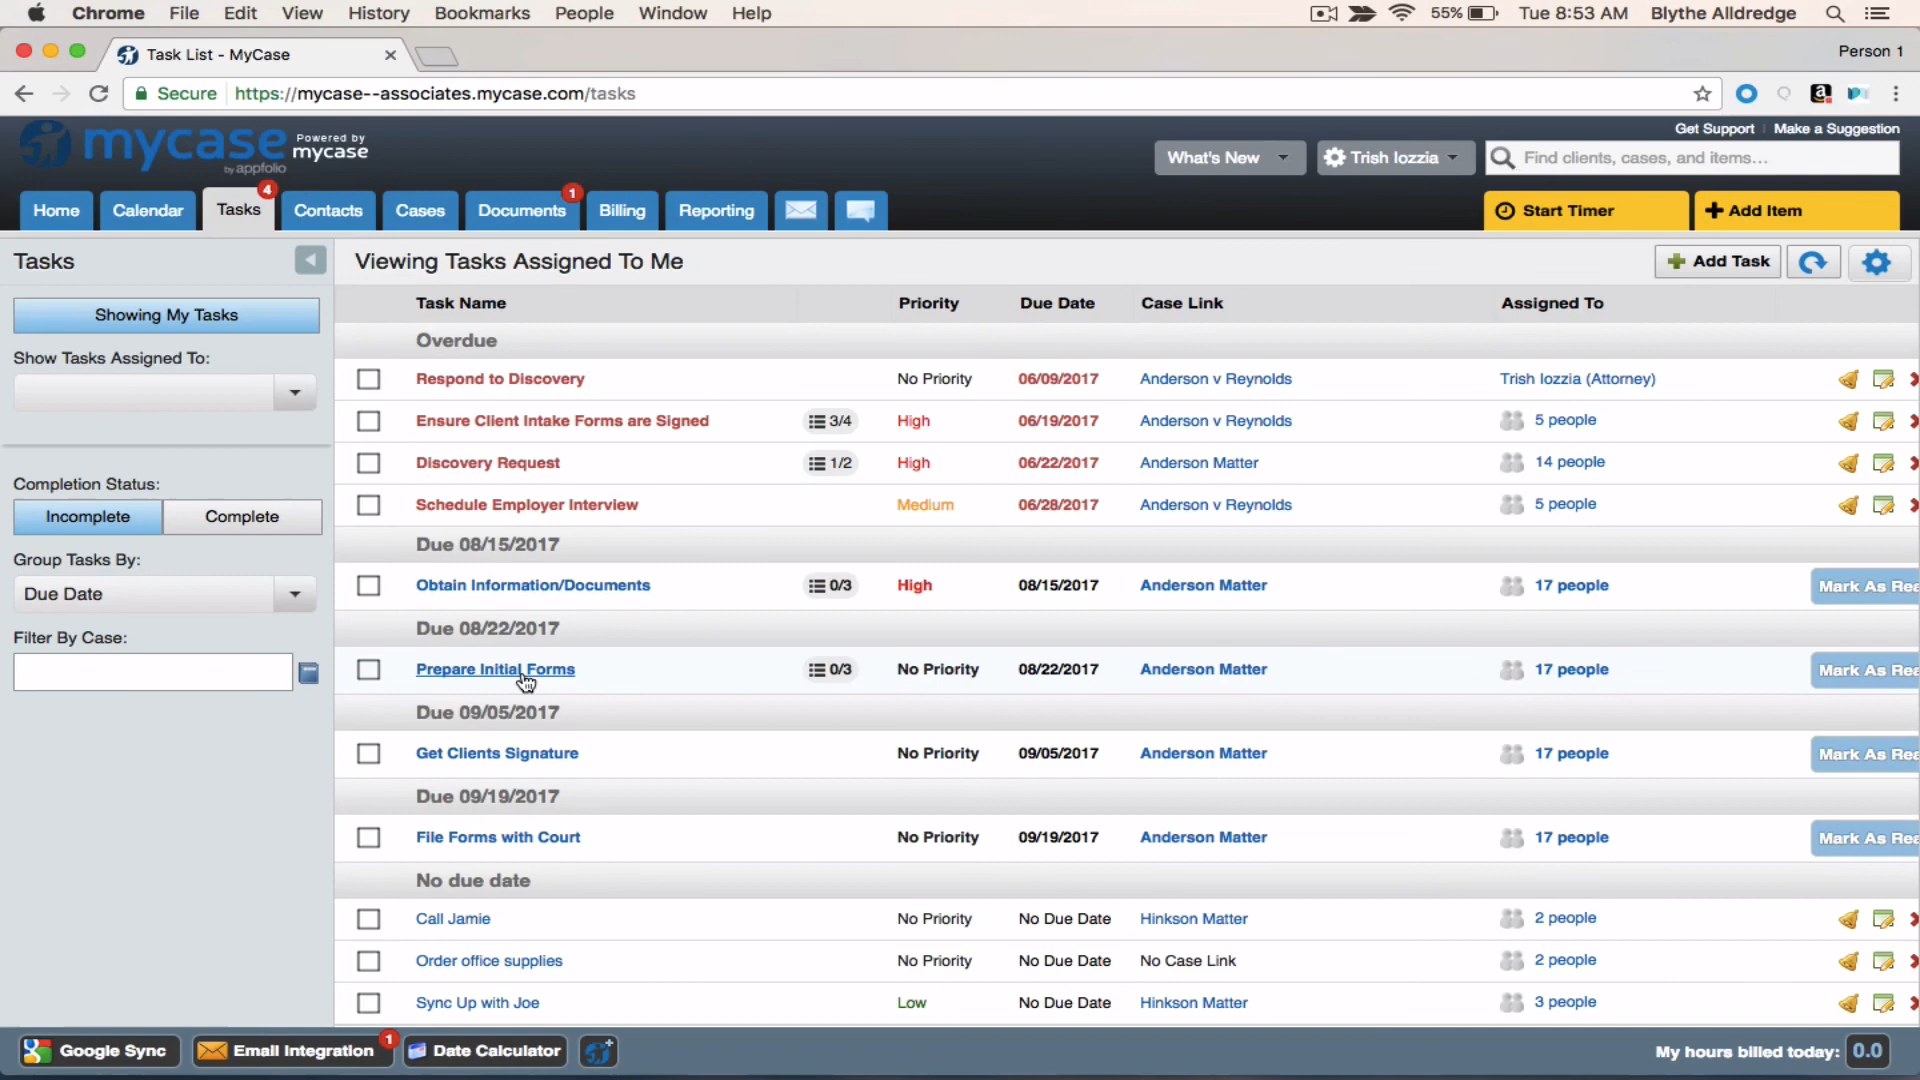 Chrome File Edit View History Bookmarks People Window Help 55% Tue 8:53 AM Blythe Alldredge
Task List - MyCase Person 1
Secure https://mycase--associates.mycase.com/tasks
Get Support Make a Suggestion
mycase Powered by mycase by appfolio What's New Trish Iozzia Find clients, cases, and items...
Home Calendar Tasks 4 Contacts Cases Documents 1 Billing Reporting Start Timer Add Item
Tasks
Showing My Tasks
Show Tasks Assigned To:
Completion Status:
Incomplete Complete
Group Tasks By:
Due Date
Filter By Case:
Viewing Tasks Assigned To Me Add Task
Task Name Priority Due Date Case Link Assigned To
Overdue
Respond to Discovery No Priority 06/09/2017 Anderson v Reynolds Trish Iozzia (Attorney)
Ensure Client Intake Forms are Signed 3/4 High 06/19/2017 Anderson v Reynolds 5 people
Discovery Request 1/2 High 06/22/2017 Anderson Matter 14 people
Schedule Employer Interview Medium 06/28/2017 Anderson v Reynolds 5 people
Due 08/15/2017
Obtain Information/Documents 0/3 High 08/15/2017 Anderson Matter 17 people Mark As Rea
Due 08/22/2017
Prepare Initial Forms 0/3 No Priority 08/22/2017 Anderson Matter 17 people Mark As Rea
Due 09/05/2017
Get Clients Signature No Priority 09/05/2017 Anderson Matter 17 people Mark As Rea
Due 09/19/2017
File Forms with Court No Priority 09/19/2017 Anderson Matter 17 people Mark As Rea
No due date
Call Jamie No Priority No Due Date Hinkson Matter 2 people
Order office supplies No Priority No Due Date No Case Link 2 people
Sync Up with Joe Low No Due Date Hinkson Matter 3 people
Google Sync Email Integration 1 Date Calculator My hours billed today: 0.0